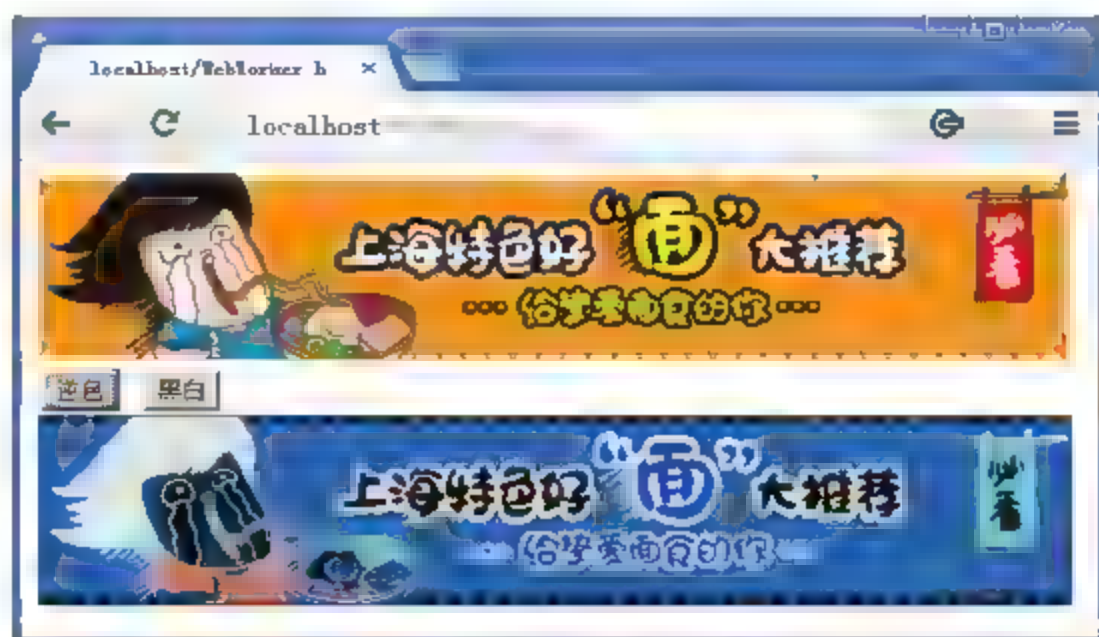 localhost/WebWorker h ×
localhost
上海特色好“面”大推荐
···给挚爱面食的你···
逆色 黑白
上海特色好“面”大推荐
给挚爱面食的你